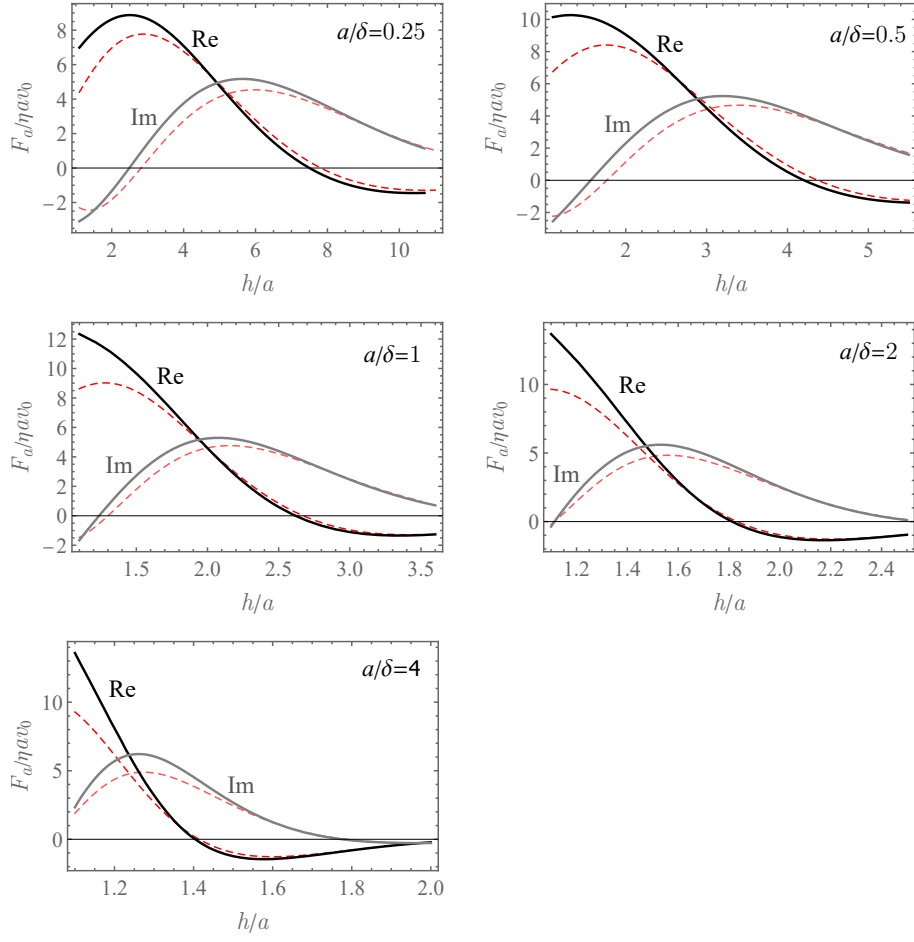 a/δ=0.25
Re
Im
F_a/ηav_0
8
6
4
2
0
−2
2 4 6 8 10
h/a
a/δ=0.5
Re
Im
F_a/ηav_0
10
8
6
4
2
0
−2
2 3 4 5
h/a
a/δ=1
Re
Im
F_a/ηav_0
12
10
8
6
4
2
0
−2
1.5 2.0 2.5 3.0 3.5
h/a
a/δ=2
Re
Im
F_a/ηav_0
10
5
0
1.2 1.4 1.6 1.8 2.0 2.2 2.4
h/a
a/δ=4
Re
Im
F_a/ηav_0
10
5
0
1.2 1.4 1.6 1.8 2.0
h/a